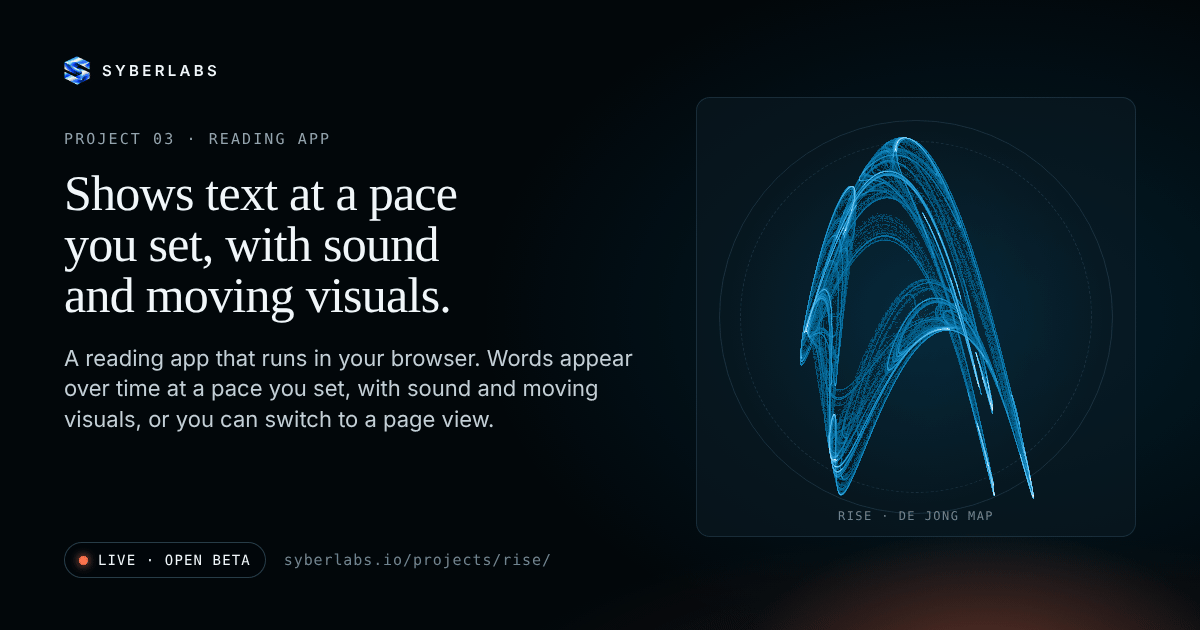 SYBERLABS
PROJECT 03 · READING APP
Shows text at a pace
you set, with sound
and moving visuals.
A reading app that runs in your browser. Words appear
over time at a pace you set, with sound and moving
visuals, or you can switch to a page view.
LIVE · OPEN BETA
syberlabs.io/projects/rise/
RISE · DE JONG MAP